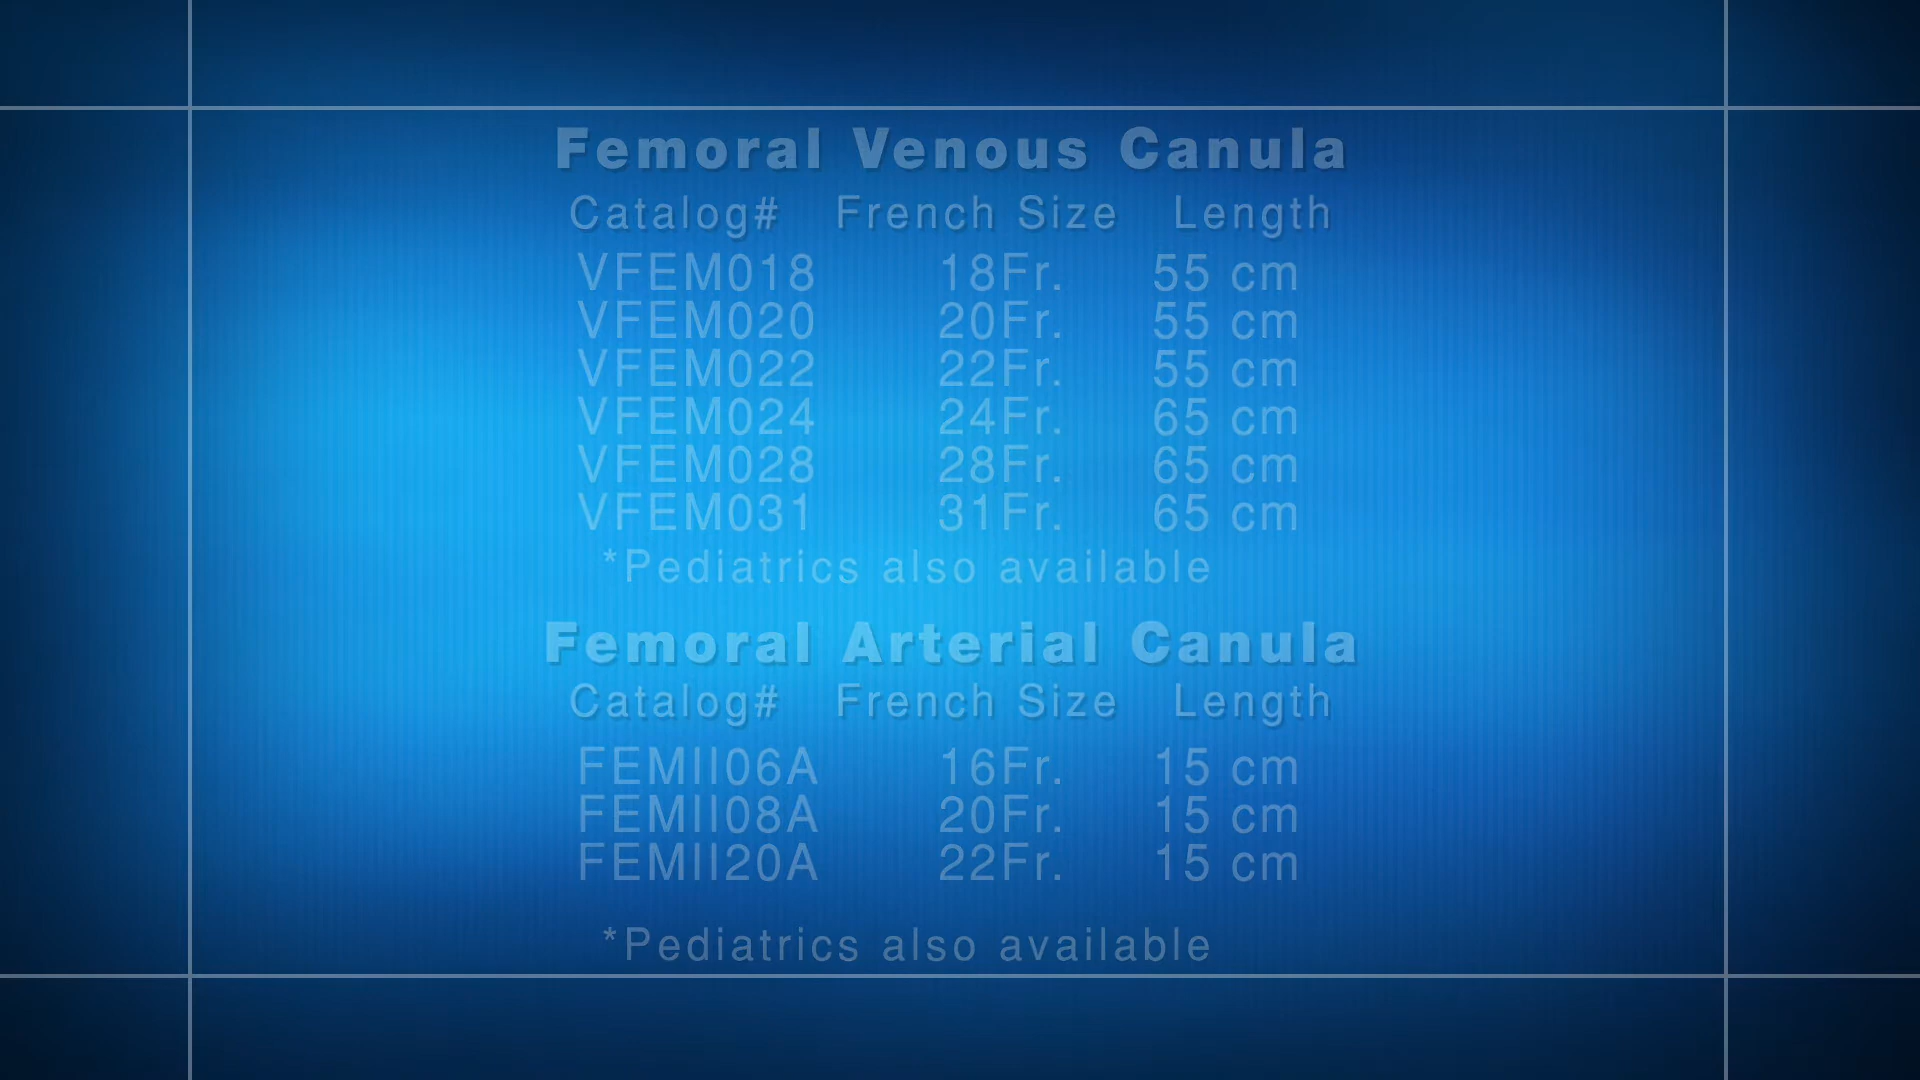 Femoral Venous Canula
Catalog# French Size Length
VFEM018 18Fr. 55 cm
VFEM020 20Fr. 55 cm
VFEM022 22Fr. 55 cm
VFEM024 24Fr. 65 cm
VFEM028 28Fr. 65 cm
VFEM031 31Fr. 65 cm
*Pediatrics also available
Femoral Arterial Canula
Catalog# French Size Length
FEMII06A 16Fr. 15 cm
FEMII08A 20Fr. 15 cm
FEMII20A 22Fr. 15 cm
*Pediatrics also available